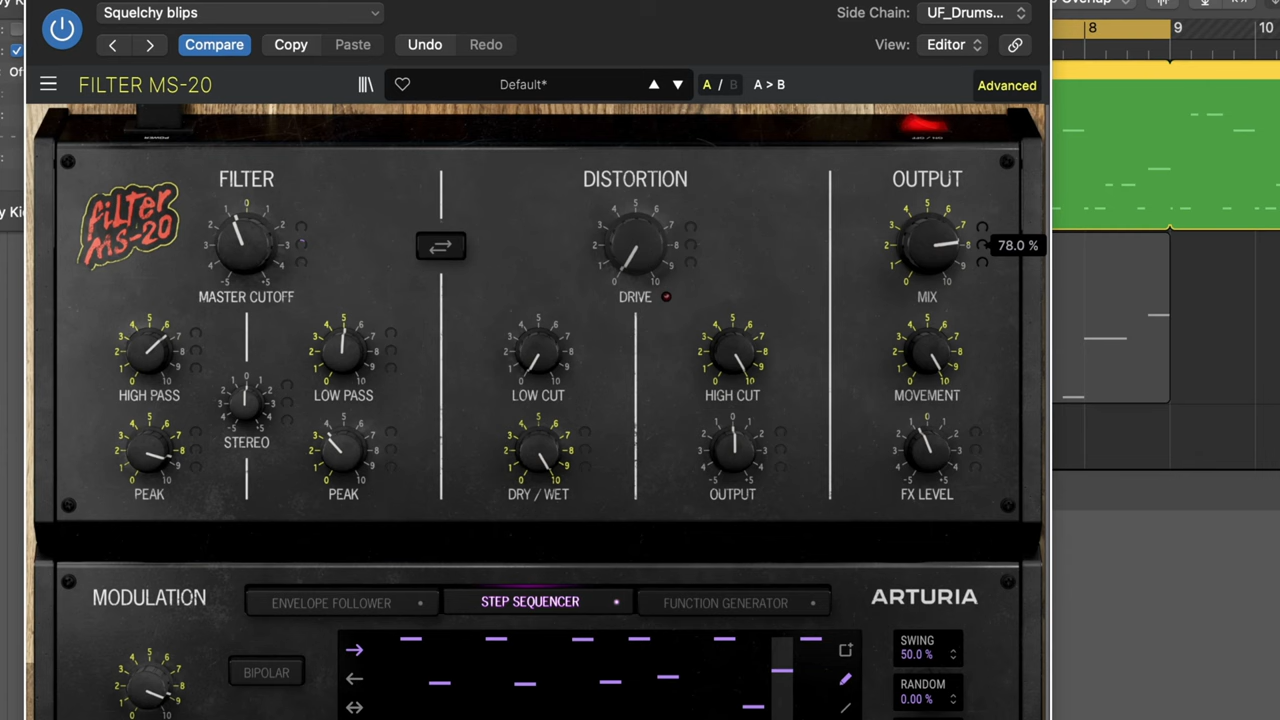 Squelchy blips
Side Chain: UF_Drums...
Compare Copy Paste Undo Redo
View: Editor
FILTER MS-20
Default*
A / B A > B
Advanced
8 9 10
FILTER
DISTORTION
OUTPUT
filter
MS-20
MASTER CUTOFF
DRIVE
MIX
78.0 %
HIGH PASS
LOW PASS
LOW CUT
HIGH CUT
MOVEMENT
STEREO
PEAK
PEAK
DRY / WET
OUTPUT
FX LEVEL
MODULATION
ENVELOPE FOLLOWER
STEP SEQUENCER
FUNCTION GENERATOR
ARTURIA
BIPOLAR
SWING
50.0 %
RANDOM
0.00 %